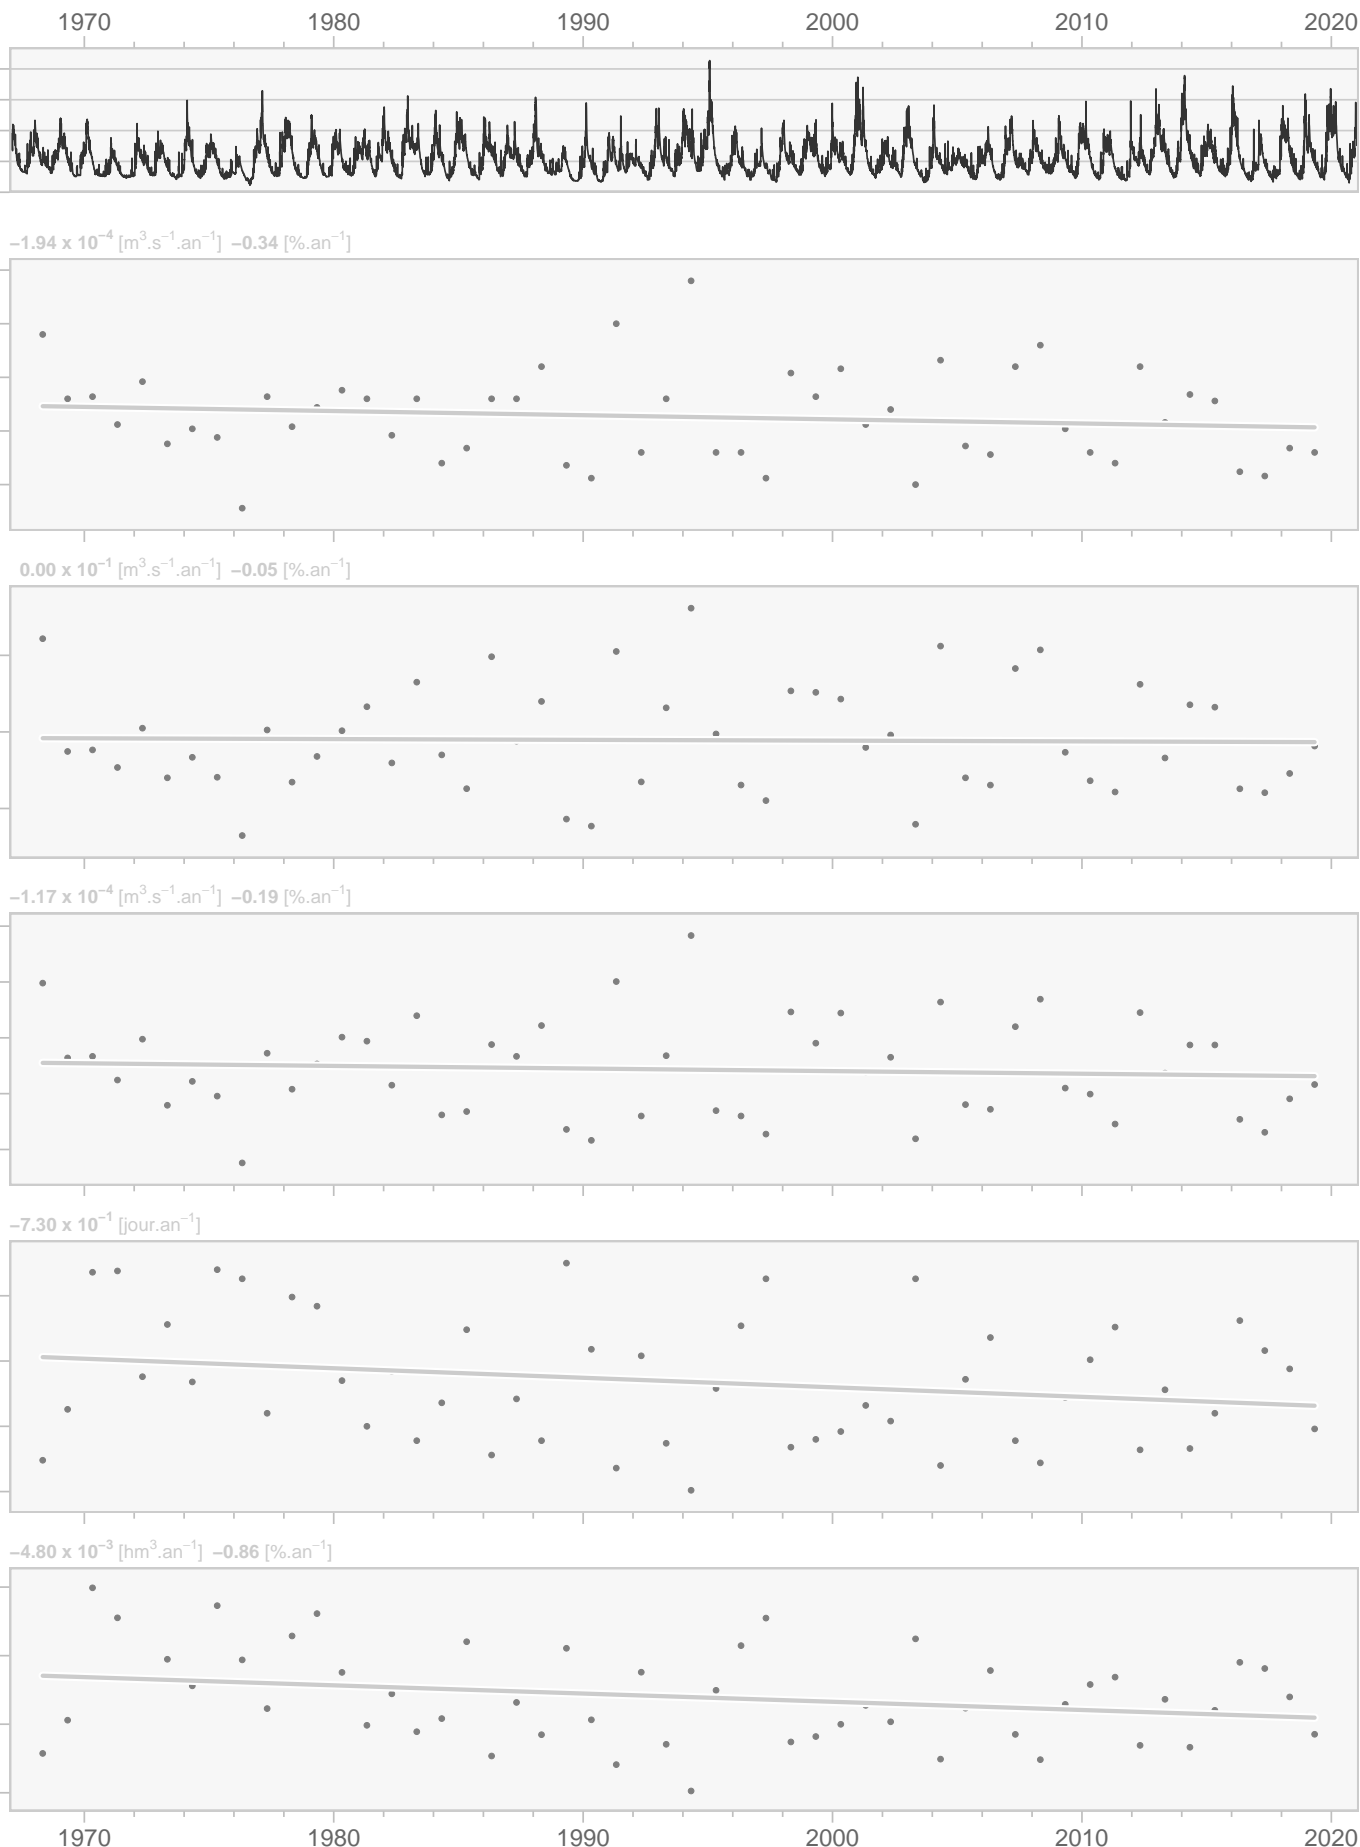 1970 1980 1990 2000 2010 2020
−1.94 x 10⁻⁴ [m³.s⁻¹.an⁻¹] −0.34 [%.an⁻¹]
0.00 x 10⁻¹ [m³.s⁻¹.an⁻¹] −0.05 [%.an⁻¹]
−1.17 x 10⁻⁴ [m³.s⁻¹.an⁻¹] −0.19 [%.an⁻¹]
−7.30 x 10⁻¹ [jour.an⁻¹]
−4.80 x 10⁻³ [hm³.an⁻¹] −0.86 [%.an⁻¹]
1970 1980 1990 2000 2010 2020